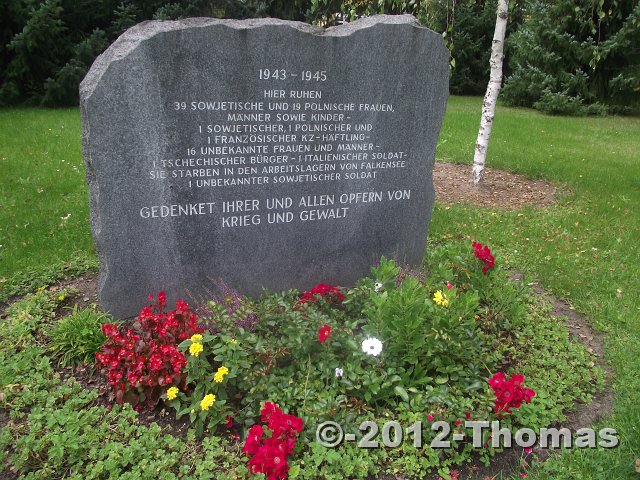 1943 - 1945
HIER RUHEN
39 SOWJETISCHE UND 19 POLNISCHE FRAUEN,
MÄNNER SOWIE KINDER -
1 SOWJETISCHER, 1 POLNISCHER UND
1 FRANZÖSISCHER KZ-HÄFTLING -
16 UNBEKANNTE FRAUEN UND MÄNNER -
1 TSCHECHISCHER BÜRGER - 1 ITALIENISCHER SOLDAT -
SIE STARBEN IN DEN ARBEITSLAGERN VON FALKENSEE
1 UNBEKANNTER SOWJETISCHER SOLDAT
GEDENKET IHRER UND ALLEN OPFERN VON
KRIEG UND GEWALT
©-2012-Thomas